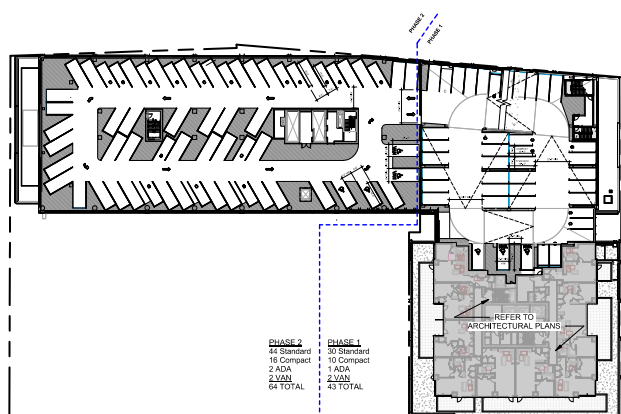 PHASE 2
PHASE 1
REFER TO
ARCHITECTURAL PLANS
PHASE 2
44 Standard
16 Compact
2 ADA
2 VAN
64 TOTAL
PHASE 1
30 Standard
10 Compact
1 ADA
2 VAN
43 TOTAL